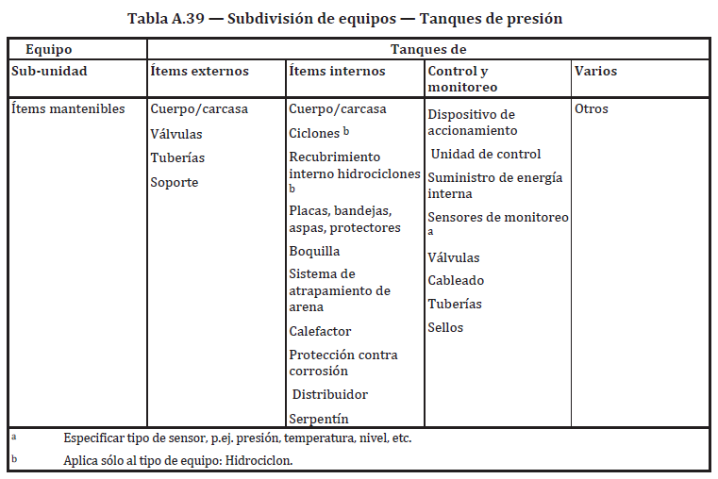 Tabla A.39 — Subdivisión de equipos — Tanques de presión
Equipo
Tanques de
Sub-unidad
Ítems externos
Ítems internos
Control y
monitoreo
Varios
Ítems mantenibles
Cuerpo/carcasa
Válvulas
Tuberías
Soporte
Cuerpo/carcasa
Ciclones b
Recubrimiento
interno hidrociclones
b
Placas, bandejas,
aspas, protectores
Boquilla
Sistema de
atrapamiento de
arena
Calefactor
Protección contra
corrosión
Distribuidor
Serpentín
Dispositivo de
accionamiento
Unidad de control
Suministro de energía
interna
Sensores de monitoreo
a
Válvulas
Cableado
Tuberías
Sellos
Otros
a Especificar tipo de sensor, p.ej. presión, temperatura, nivel, etc.
b Aplica sólo al tipo de equipo: Hidrociclon.